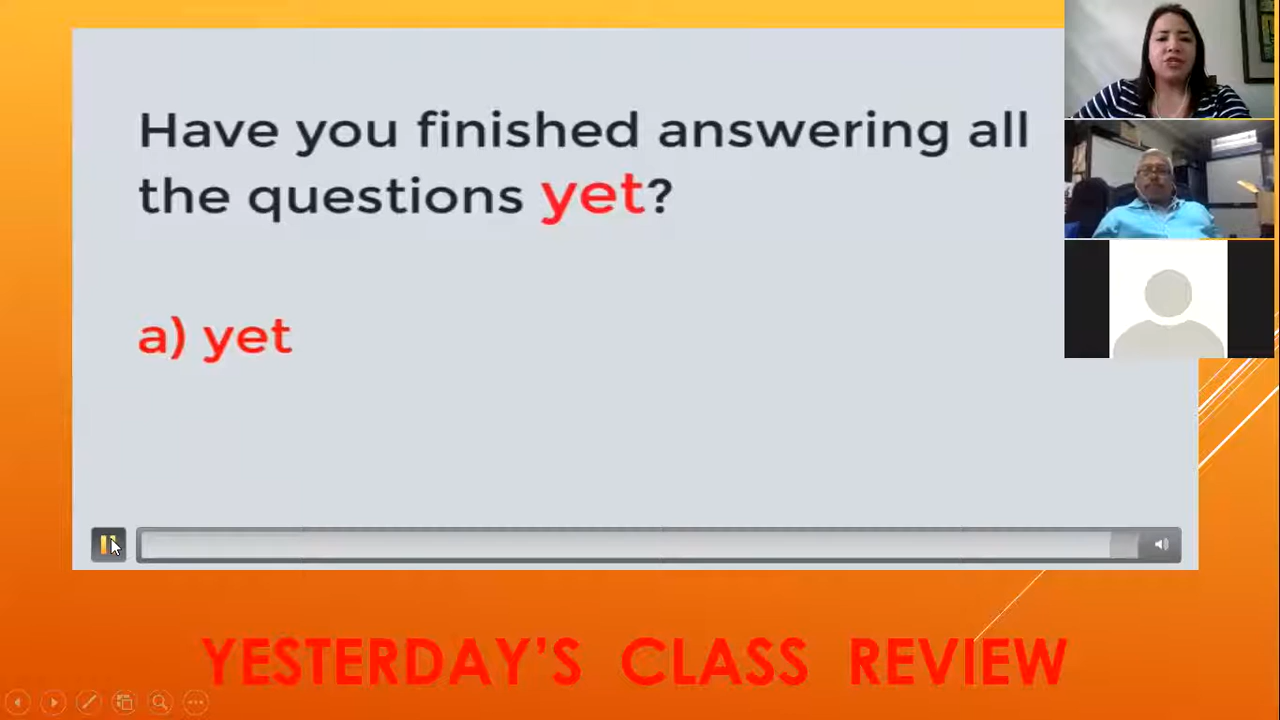 Have you finished answering all
the questions yet?
a) yet
YESTERDAY'S CLASS REVIEW